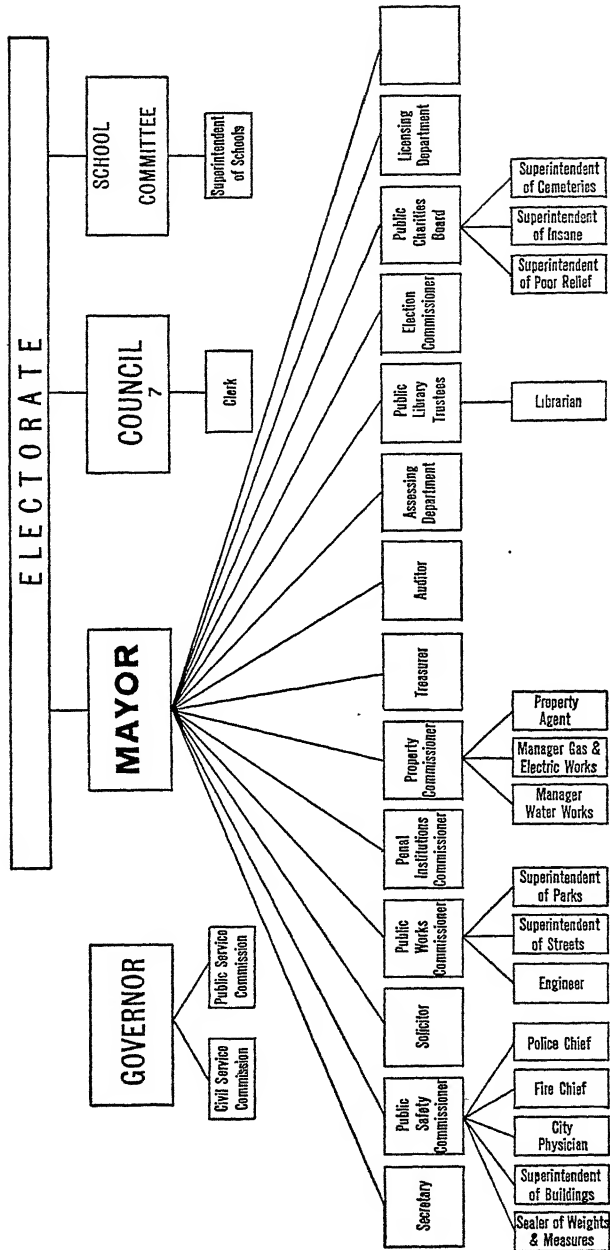 ELECTORATE
GOVERNOR
Civil Service
Commission
Public Service
Commission
MAYOR
COUNCIL
7
Clerk
SCHOOL
COMMITTEE
Superintendent
of Schools
Secretary
Public
Safety
Commissioner
Solicitor
Public
Works
Commissioner
Penal
Institutions
Commissioner
Property
Commissioner
Treasurer
Auditor
Assessing
Department
Public
Library
Trustees
Election
Commissioner
Public
Charities
Board
Licensing
Department
Sealer of Weights
& Measures
Superintendent
of Buildings
City
Physician
Fire Chief
Police Chief
Engineer
Superintendent
of Streets
Superintendent
of Parks
Manager
Water Works
Manager Gas &
Electric Works
Property
Agent
Librarian
Superintendent
of Poor Relief
Superintendent
of Insane
Superintendent
of Cemeteries